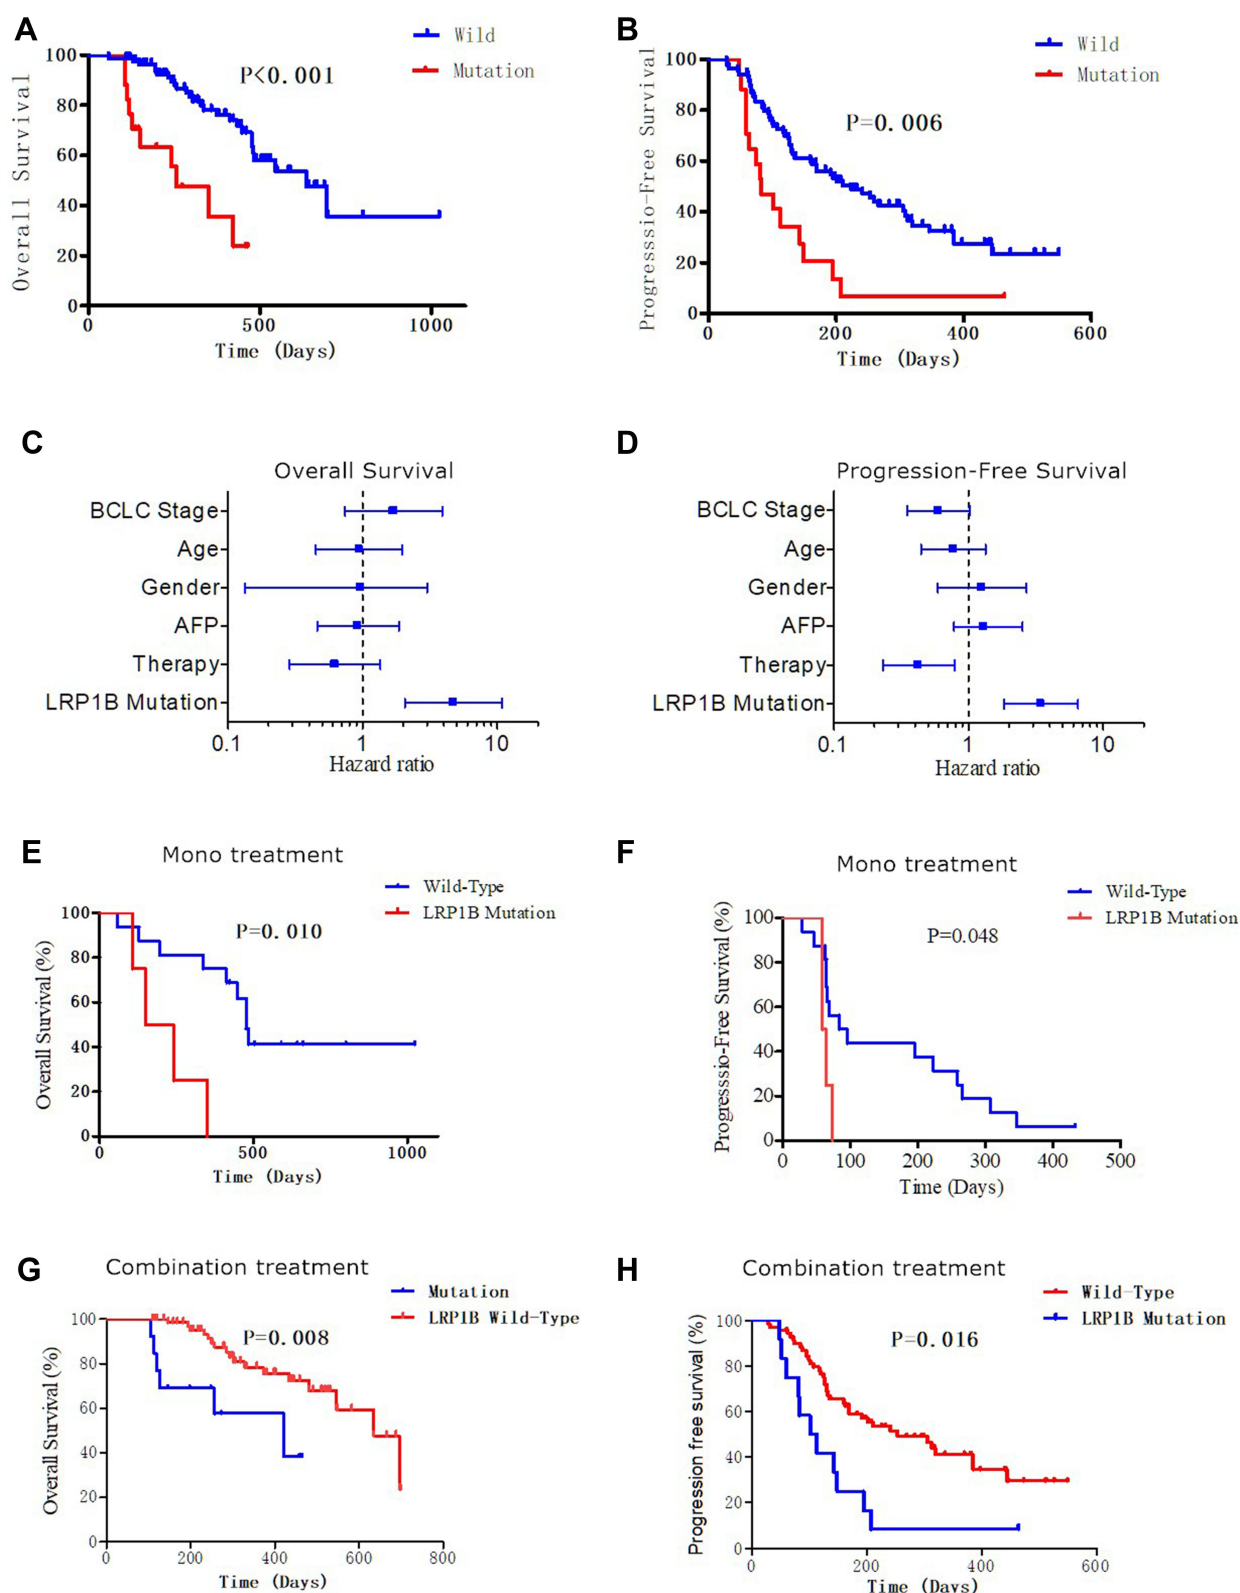 A
Wild
Mutation
P<0.001
Overall Survival
100
80
60
40
20
0
0 500 1000
Time (Days)
B
Wild
Mutation
P=0.006
Progresssio-Free Survival
100
80
60
40
20
0
0 200 400 600
Time (Days)
C
Overall Survival
BCLC Stage
Age
Gender
AFP
Therapy
LRP1B Mutation
0.1 1 10
Hazard ratio
D
Progression-Free Survival
BCLC Stage
Age
Gender
AFP
Therapy
LRP1B Mutation
0.1 1 10
Hazard ratio
E
Mono treatment
Wild-Type
LRP1B Mutation
P=0.010
Overall Survival (%)
100
80
60
40
20
0
0 500 1000
Time (Days)
F
Mono treatment
Wild-Type
LRP1B Mutation
P=0.048
Progresssio-Free Survival (%)
100
80
60
40
20
0
0 100 200 300 400 500
Time (Days)
G
Combination treatment
Mutation
LRP1B Wild-Type
P=0.008
Overall Survival (%)
100
80
60
40
20
0
0 200 400 600 800
Time (Days)
H
Combination treatment
Wild-Type
LRP1B Mutation
P=0.016
Progression free survival (%)
100
80
60
40
20
0
0 200 400 600
Time (Days)